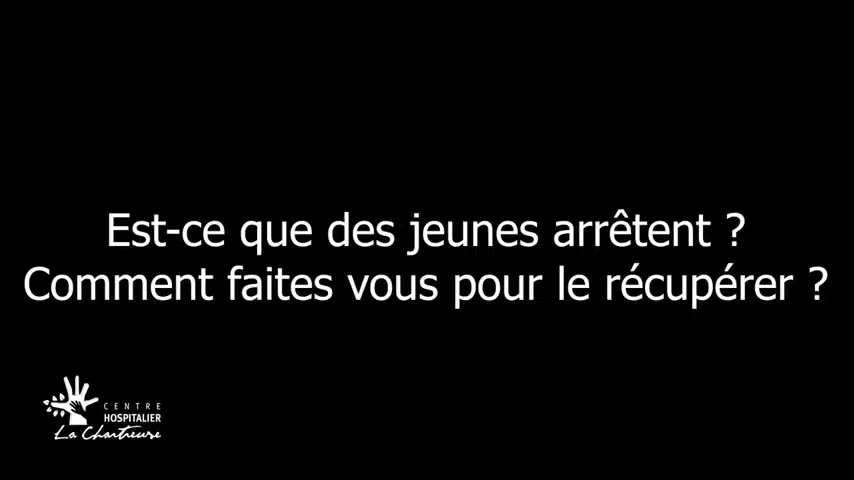 Est-ce que des jeunes arrêtent ?
Comment faites vous pour le récupérer ?
CENTRE
HOSPITALIER
La Chartreuse